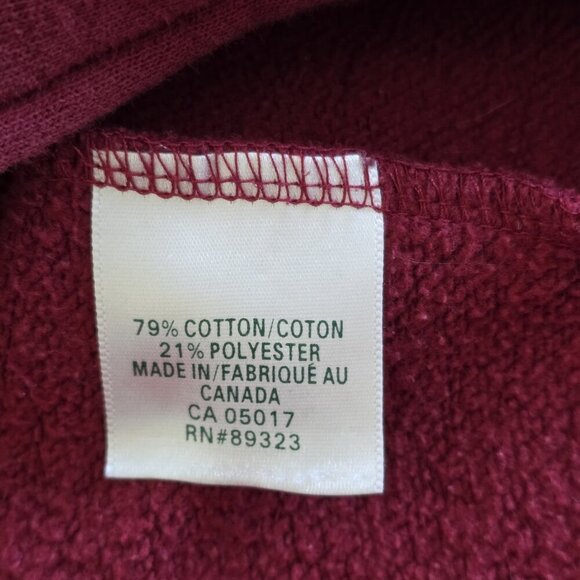 79% COTTON/COTON
21% POLYESTER
MADE IN/FABRIQUÉ AU
CANADA
CA 05017
RN#89323